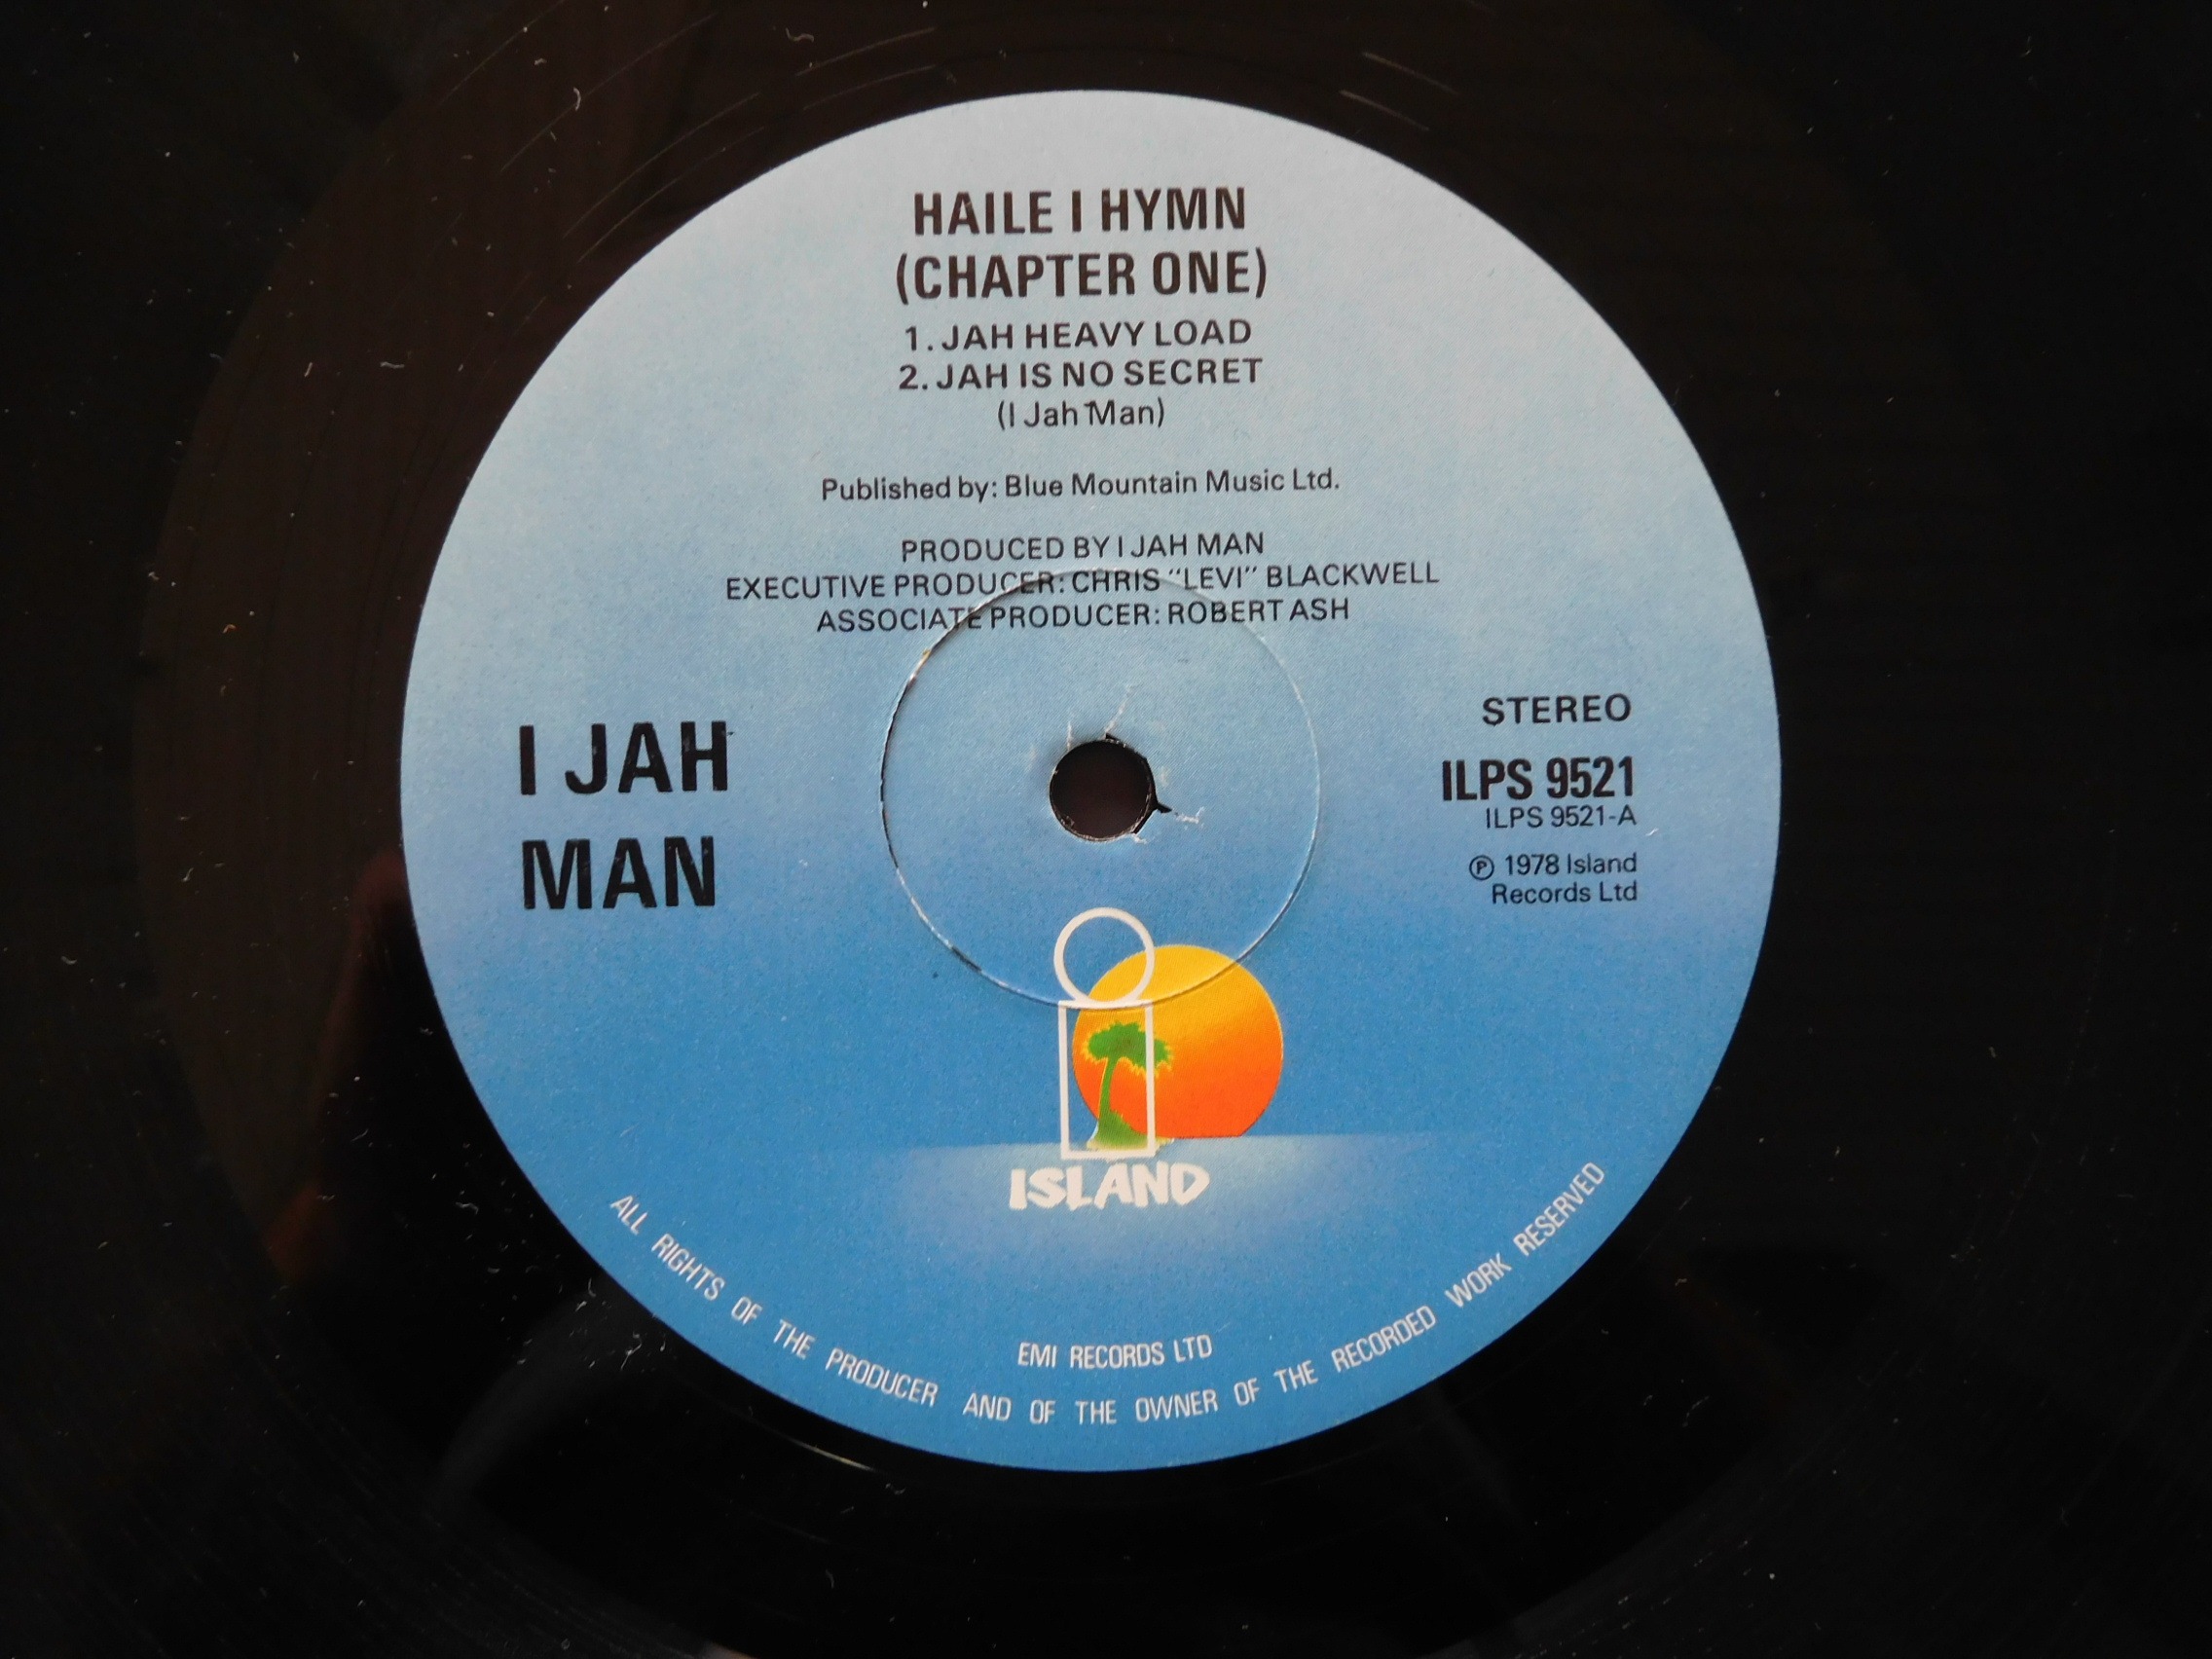 HAILE I HYMN
(CHAPTER ONE)
1. JAH HEAVY LOAD
2. JAH IS NO SECRET
(I Jah Man)
Published by: Blue Mountain Music Ltd.
PRODUCED BY I JAH MAN
EXECUTIVE PRODUCER: CHRIS "LEVI" BLACKWELL
ASSOCIATE PRODUCER: ROBERT ASH
I JAH
MAN
STEREO
ILPS 9521
ILPS 9521-A
℗ 1978 Island
Records Ltd
ISLAND
EMI RECORDS LTD
ALL RIGHTS OF THE PRODUCER AND OF THE OWNER OF THE RECORDED WORK RESERVED